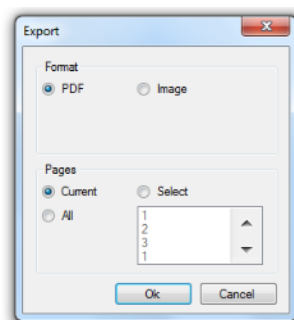 Export
Format
PDF Image
Pages
Current Select
All
1
2
3
1
Ok Cancel